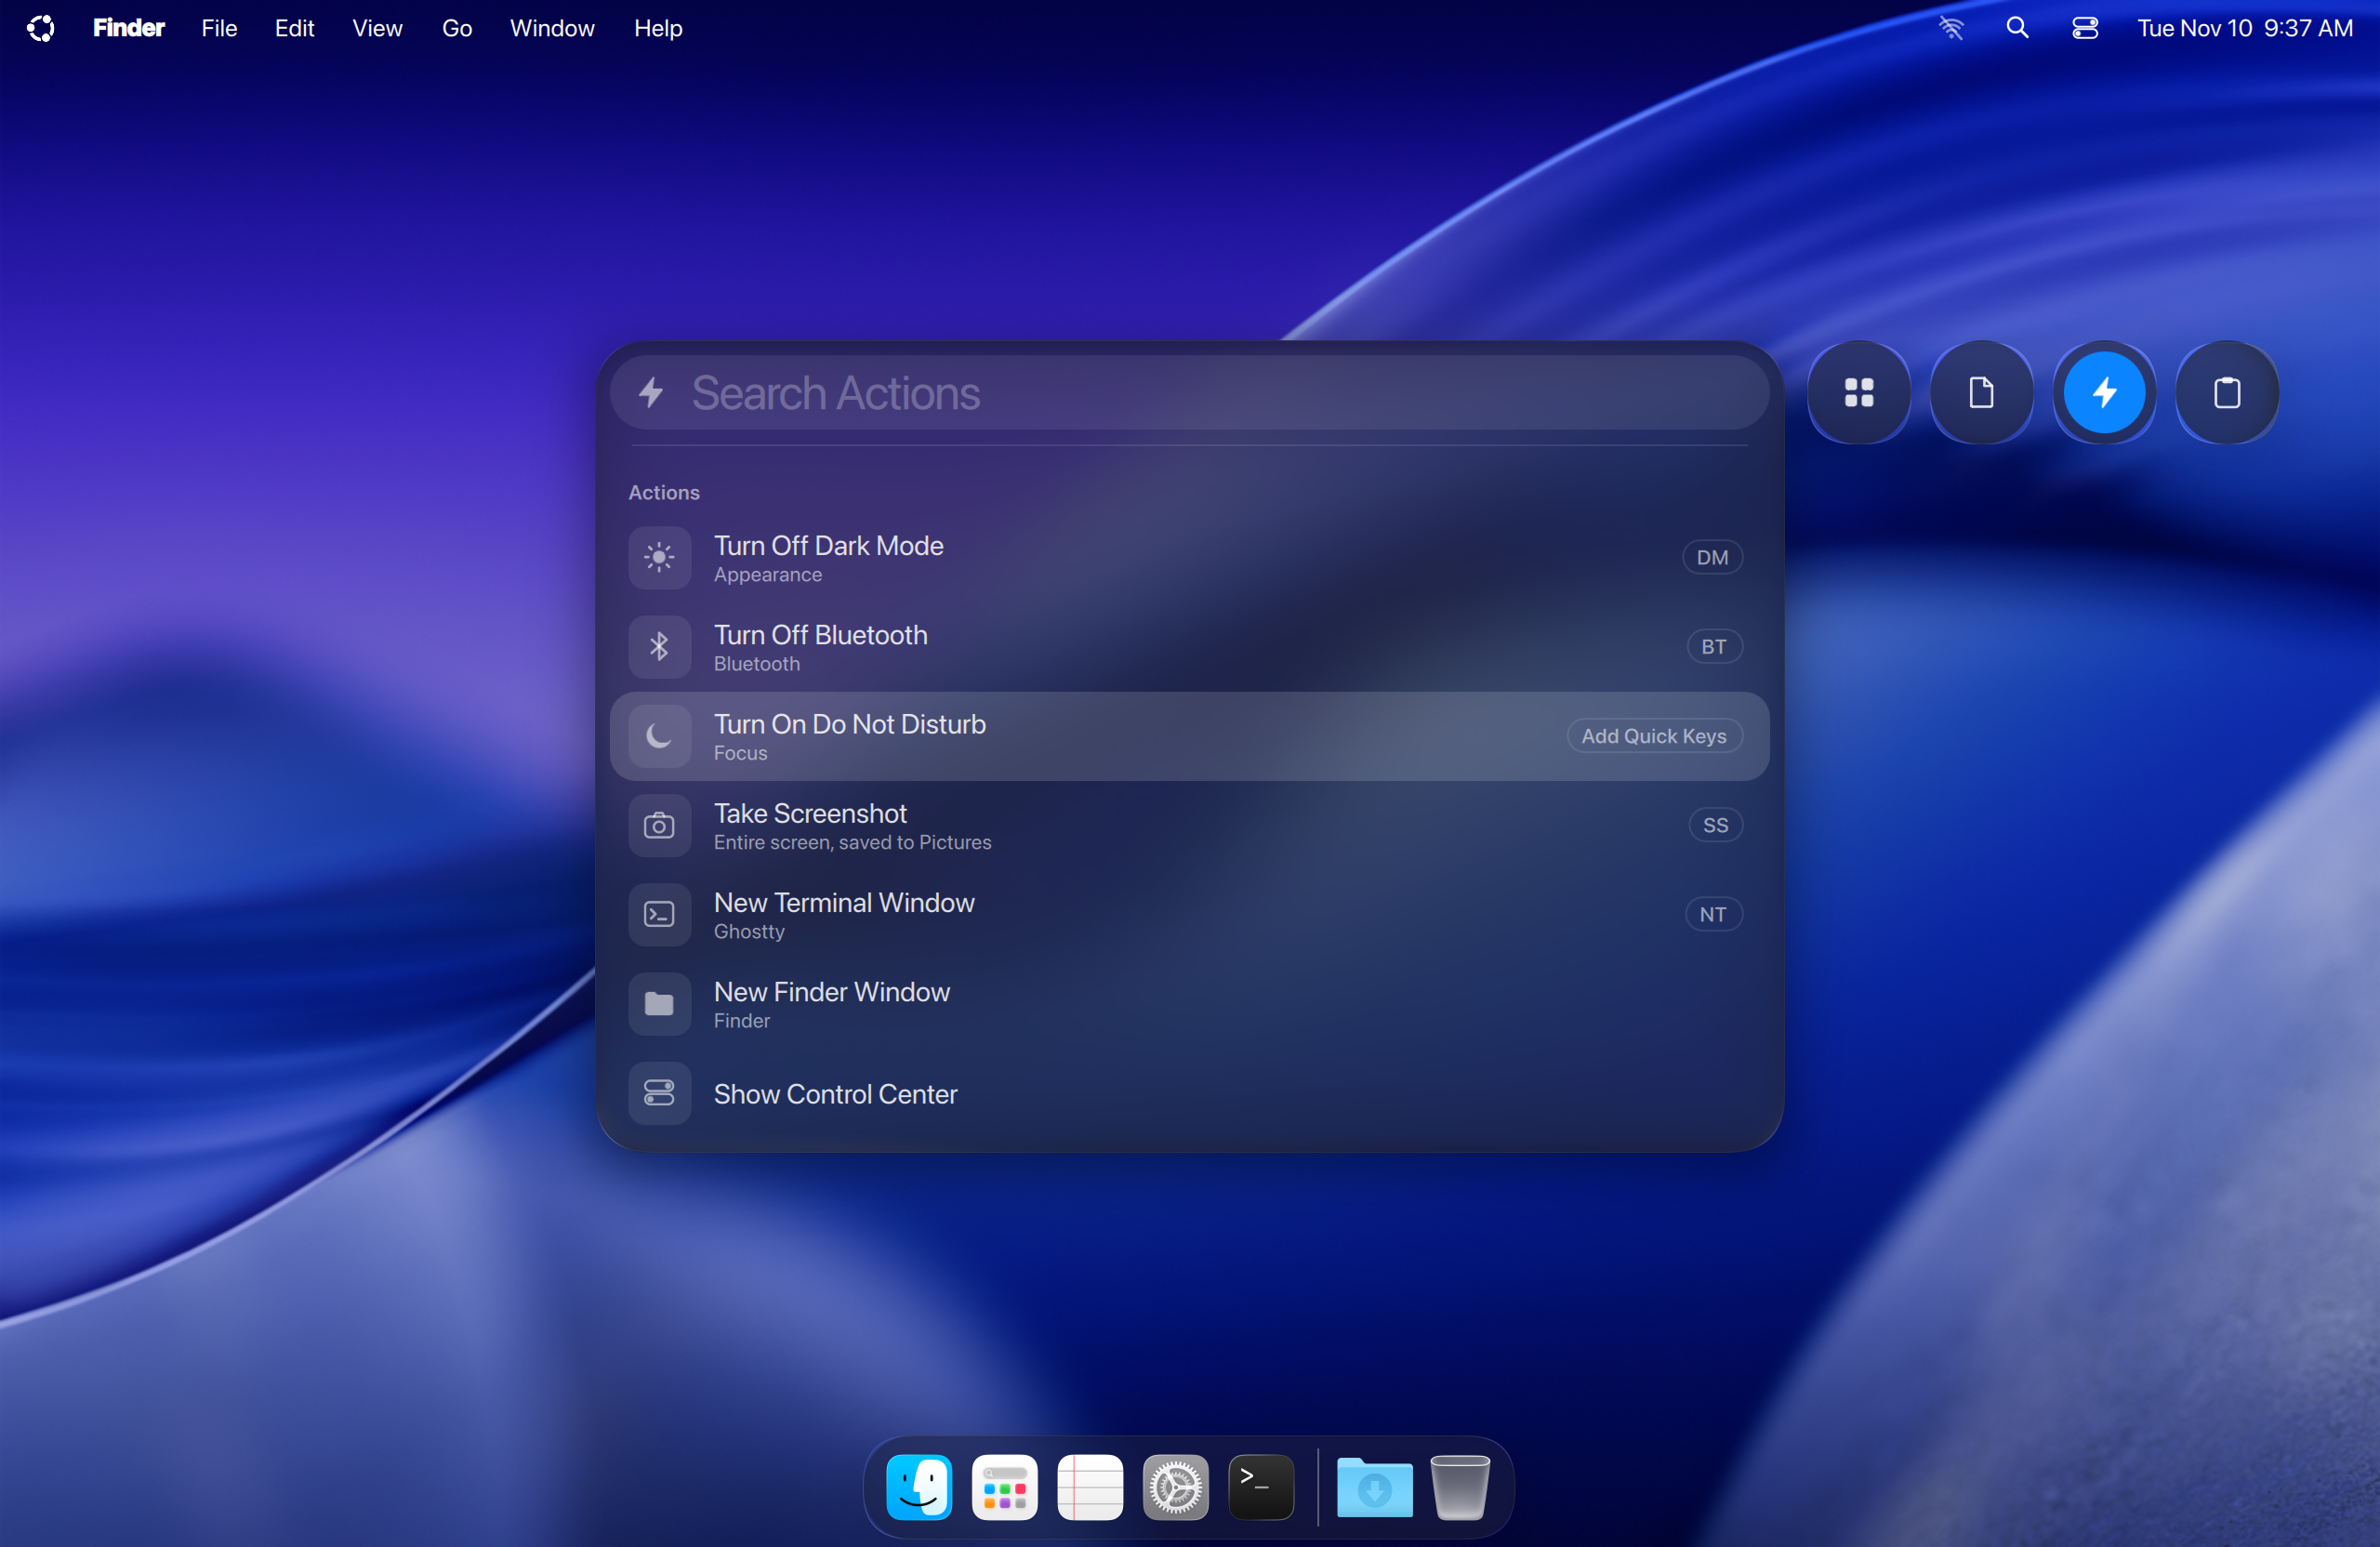 Finder File Edit View Go Window Help Tue Nov 10 9:37 AM
Search Actions
Actions
Turn Off Dark Mode
Appearance
DM
Turn Off Bluetooth
Bluetooth
BT
Turn On Do Not Disturb
Focus
Add Quick Keys
Take Screenshot
Entire screen, saved to Pictures
SS
New Terminal Window
Ghostty
NT
New Finder Window
Finder
Show Control Center